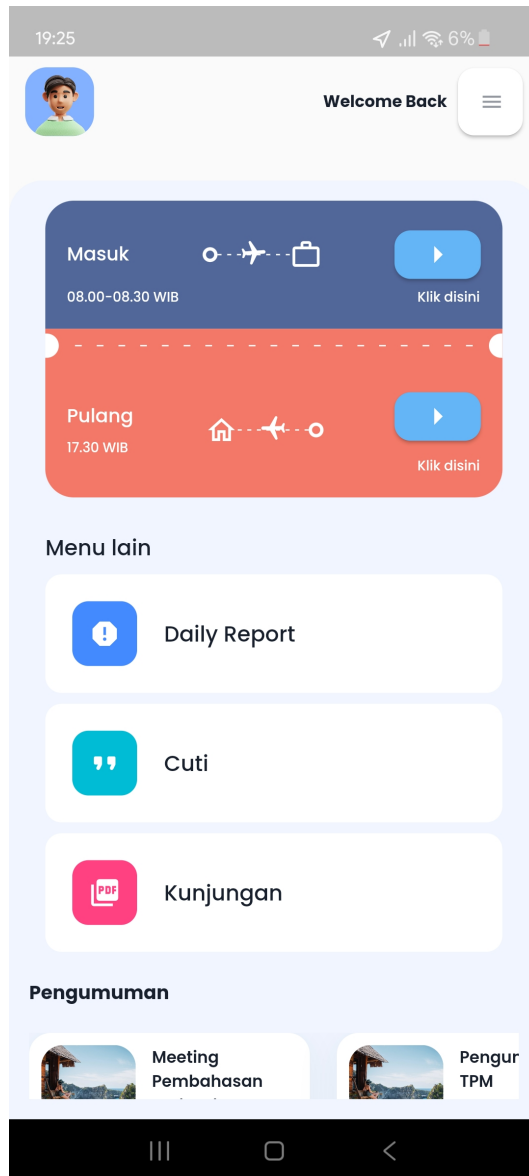 19:25
6%
Welcome Back
Masuk
08.00-08.30 WIB
Klik disini
Pulang
17.30 WIB
Klik disini
Menu lain
Daily Report
Cuti
Kunjungan
PDF
Pengumuman
Meeting
Pembahasan
TPM